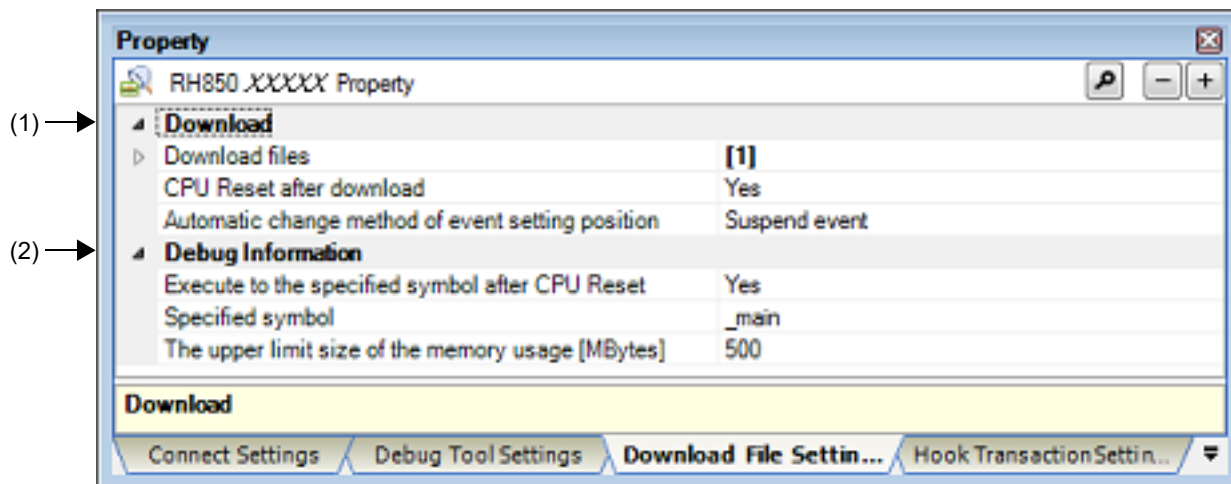 Property
RH850 XXXXX Property
(1) Download
Download files [1]
CPU Reset after download Yes
Automatic change method of event setting position Suspend event
(2) Debug Information
Execute to the specified symbol after CPU Reset Yes
Specified symbol _main
The upper limit size of the memory usage [MBytes] 500
Download
Connect Settings Debug Tool Settings Download File Settin... Hook Transaction Settin...